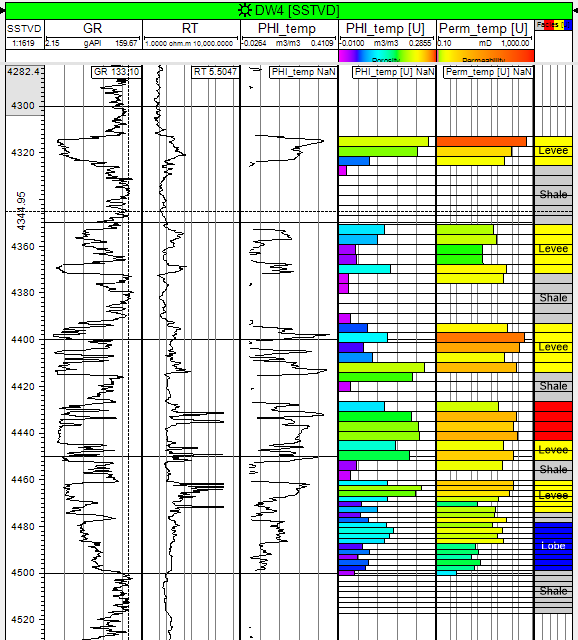 DW4 [SSTVD]
SSTVD GR RT PHI_temp PHI_temp [U] Perm_temp [U] Facies [U]
1:1619 2.15 gAPI 159.67 1.0000 ohm.m 10,000.0000 -0.0264 m3/m3 0.4109 -0.0100 m3/m3 0.2855 0.10 mD 1,000.00
Porosity Permeability
4282.4 GR 133.10 RT 5.5047 PHI_temp NaN PHI_temp [U] NaN Perm_temp [U] NaN
4300
4320 Levee
Shale
4344.95
4360 Levee
4380 Shale
4400 Levee
4420 Shale
4440
Levee
4460 Shale
Levee
4480
Lobe
4500
Shale
4520